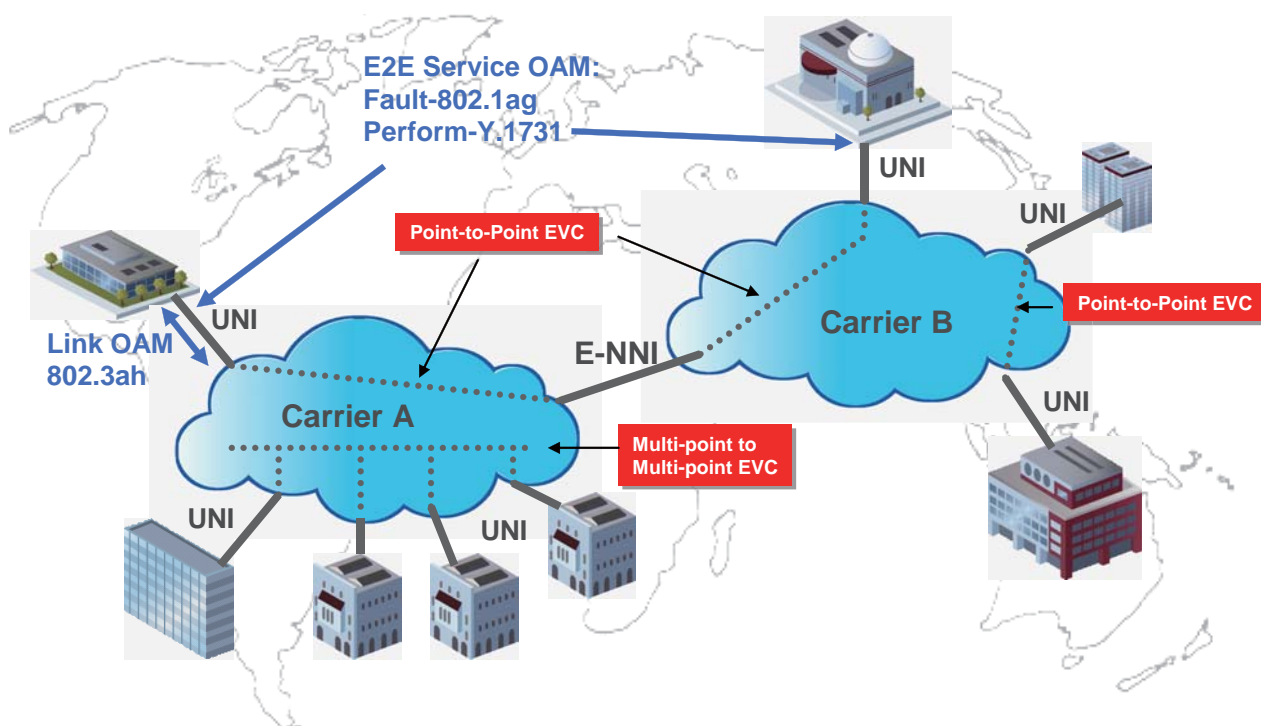 E2E Service OAM:
Fault-802.1ag
Perform-Y.1731
UNI
UNI
Point-to-Point EVC
Point-to-Point EVC
Carrier B
UNI
Link OAM
802.3ah
E-NNI
Carrier A
UNI
Multi-point to
Multi-point EVC
UNI
UNI